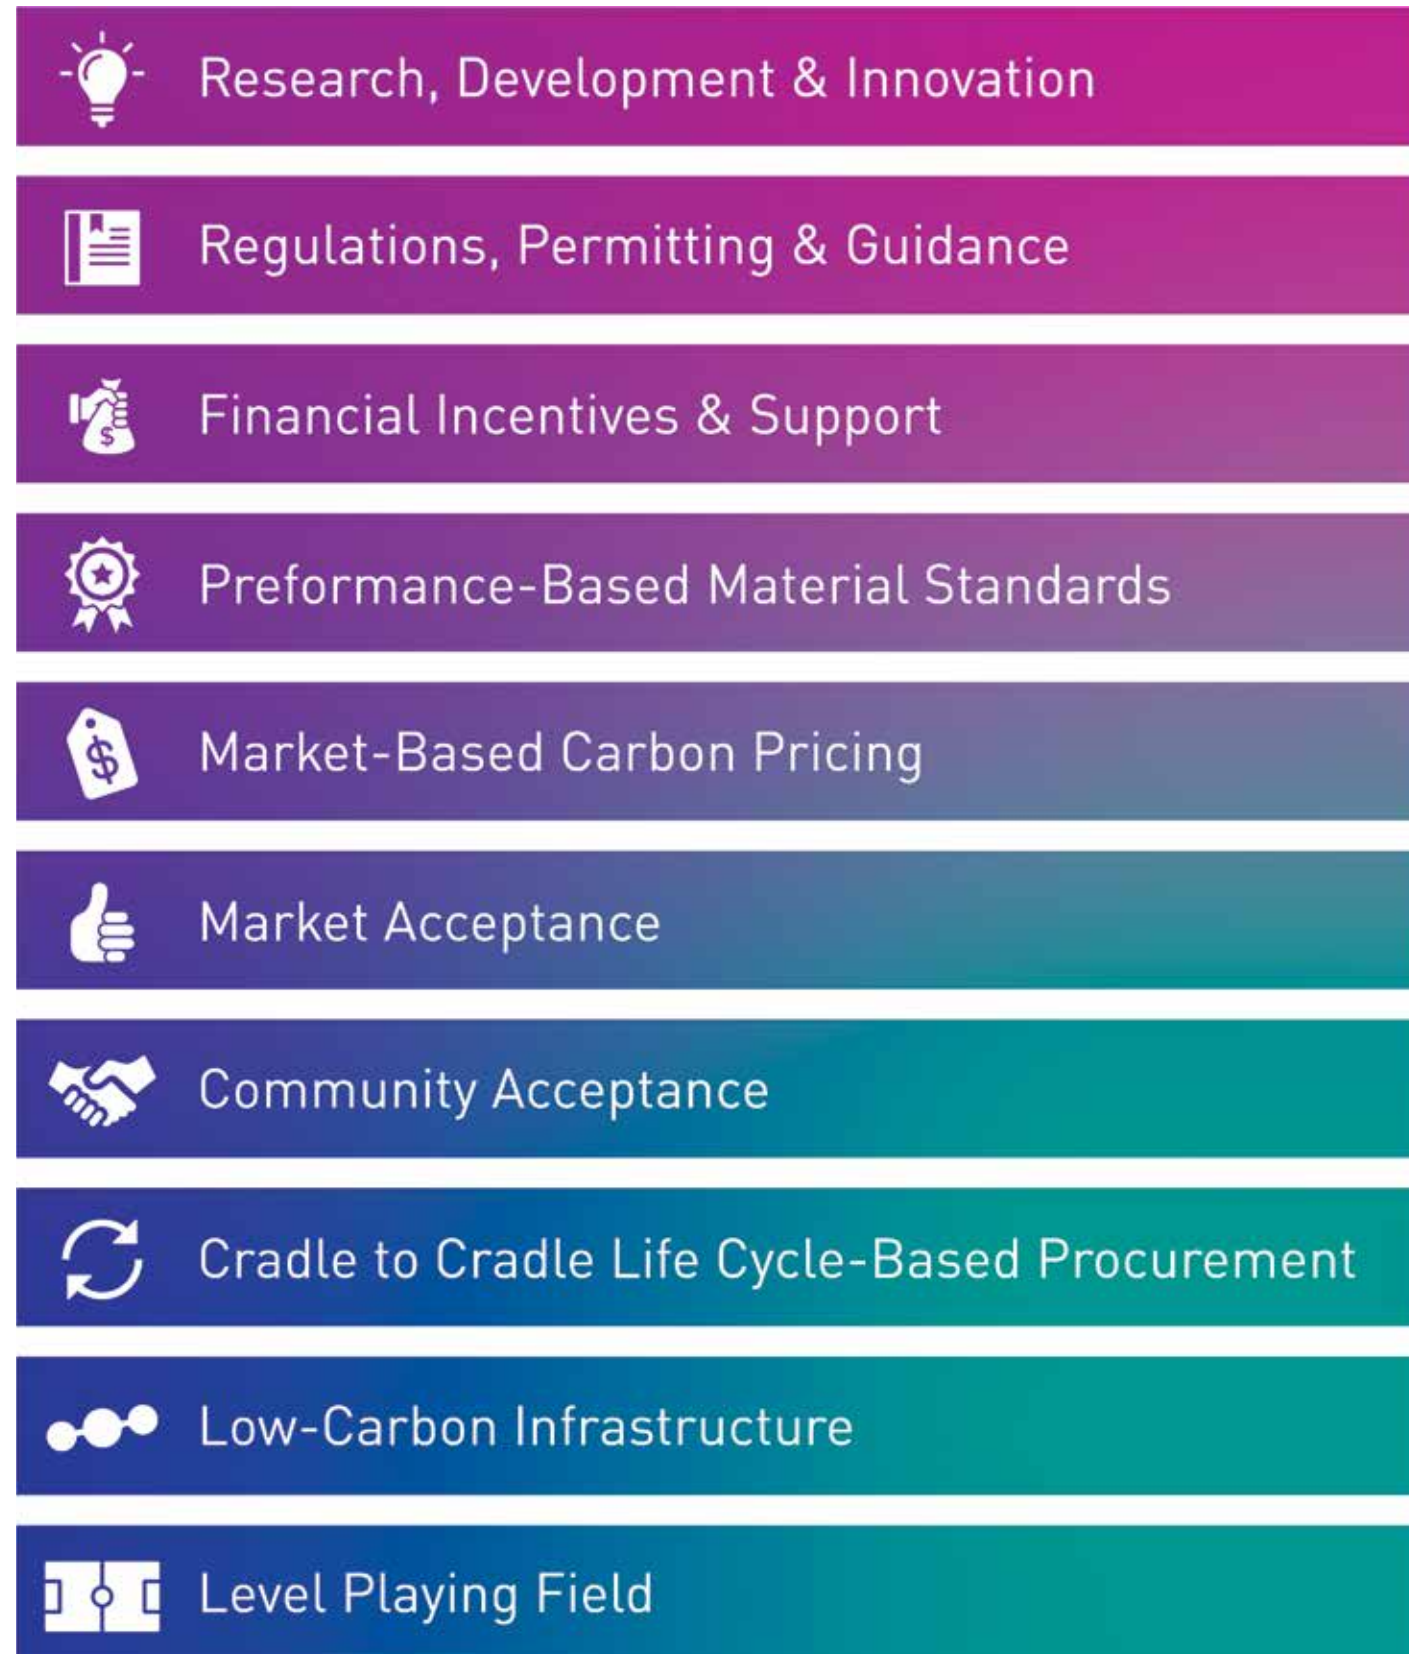 Research, Development & Innovation
Regulations, Permitting & Guidance
$
Financial Incentives & Support
Preformance-Based Material Standards
$
Market-Based Carbon Pricing
Market Acceptance
Community Acceptance
Cradle to Cradle Life Cycle-Based Procurement
Low-Carbon Infrastructure
Level Playing Field